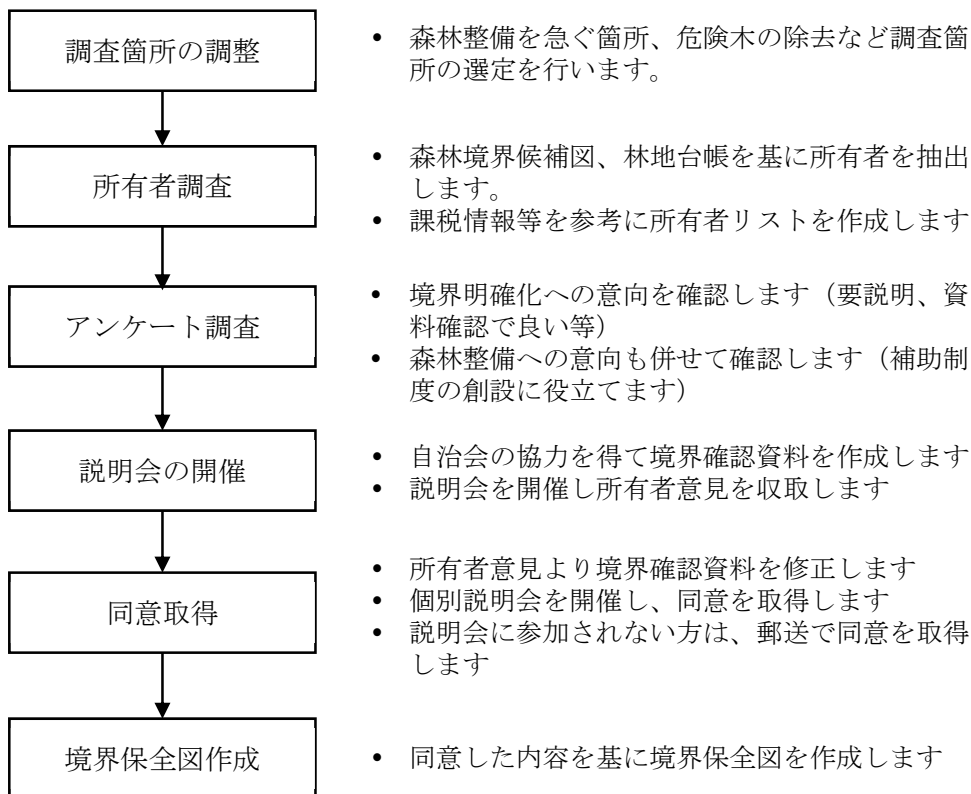 調査箇所の調整
• 森林整備を急ぐ箇所、危険木の除去など調査箇
所の選定を行います。
所有者調査
• 森林境界候補図、林地台帳を基に所有者を抽出
します。
• 課税情報等を参考に所有者リストを作成します
アンケート調査
• 境界明確化への意向を確認します（要説明、資
料確認で良い等）
• 森林整備への意向も併せて確認します（補助制
度の創設に役立てます）
説明会の開催
• 自治会の協力を得て境界確認資料を作成します
• 説明会を開催し所有者意見を収取します
同意取得
• 所有者意見より境界確認資料を修正します
• 個別説明会を開催し、同意を取得します
• 説明会に参加されない方は、郵送で同意を取得
します
境界保全図作成
• 同意した内容を基に境界保全図を作成します